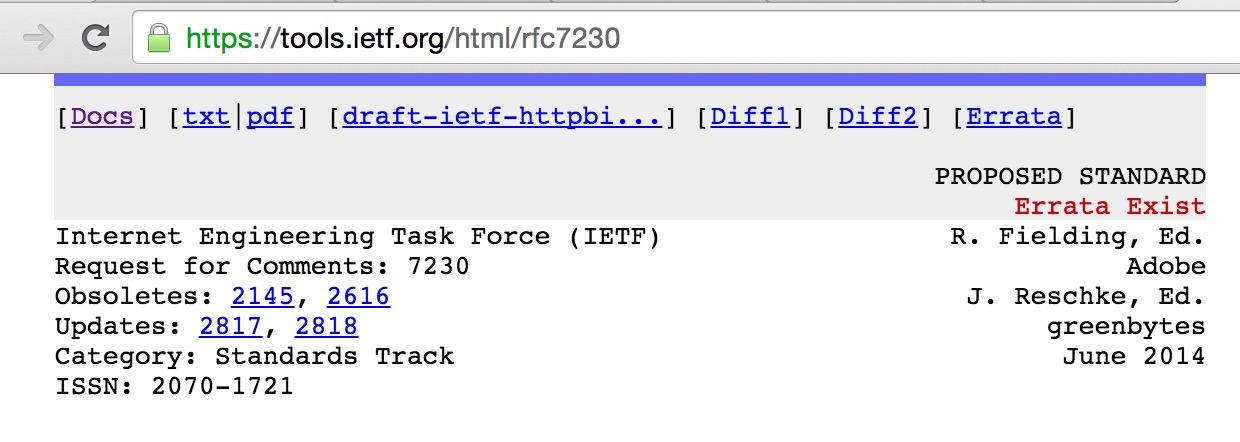 https://tools.ietf.org/html/rfc7230
[Docs] [txt|pdf] [draft-ietf-httpbi...] [Diff1] [Diff2] [Errata]
PROPOSED STANDARD
Errata Exist
Internet Engineering Task Force (IETF) R. Fielding, Ed.
Request for Comments: 7230 Adobe
Obsoletes: 2145, 2616 J. Reschke, Ed.
Updates: 2817, 2818 greenbytes
Category: Standards Track June 2014
ISSN: 2070-1721